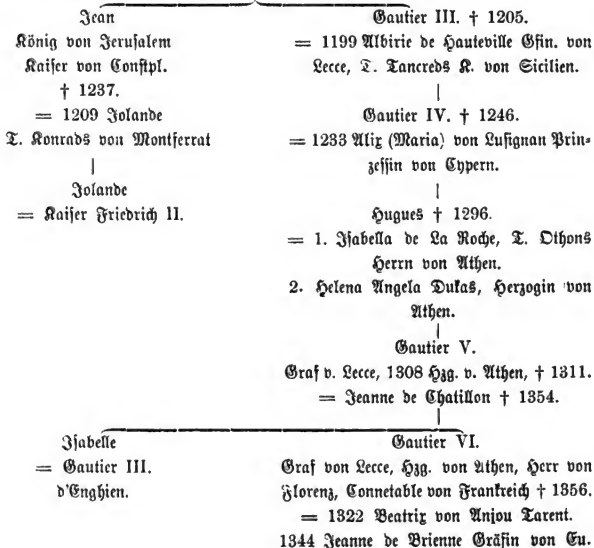 Jean
König von Jerusalem
Kaiser von Constpl.
† 1237.
= 1209 Jolande
T. Konrads von Montferrat
Jolande
= Kaiser Friedrich II.
Gautier III. † 1205.
= 1199 Albirie de Hauteville Gfin. von
Lecce, T. Tancreds K. von Sicilien.
Gautier IV. † 1246.
= 1233 Alix (Maria) von Lusignan Prin-
zessin von Cypern.
Hugues † 1296.
= 1. Isabella de La Roche, T. Othons
Herrn von Athen.
2. Helena Angela Dukas, Herzogin von
Athen.
Gautier V.
Graf v. Lecce, 1308 Hzg. v. Athen, † 1311.
= Jeanne de Chatillon † 1354.
Isabelle
= Gautier III.
d'Enghien.
Gautier VI.
Graf von Lecce, Hzg. von Athen, Herr von
Florenz, Connetable von Frankreich † 1356.
= 1322 Beatrix von Anjou Tarent.
1344 Jeanne de Brienne Gräfin von Eu.